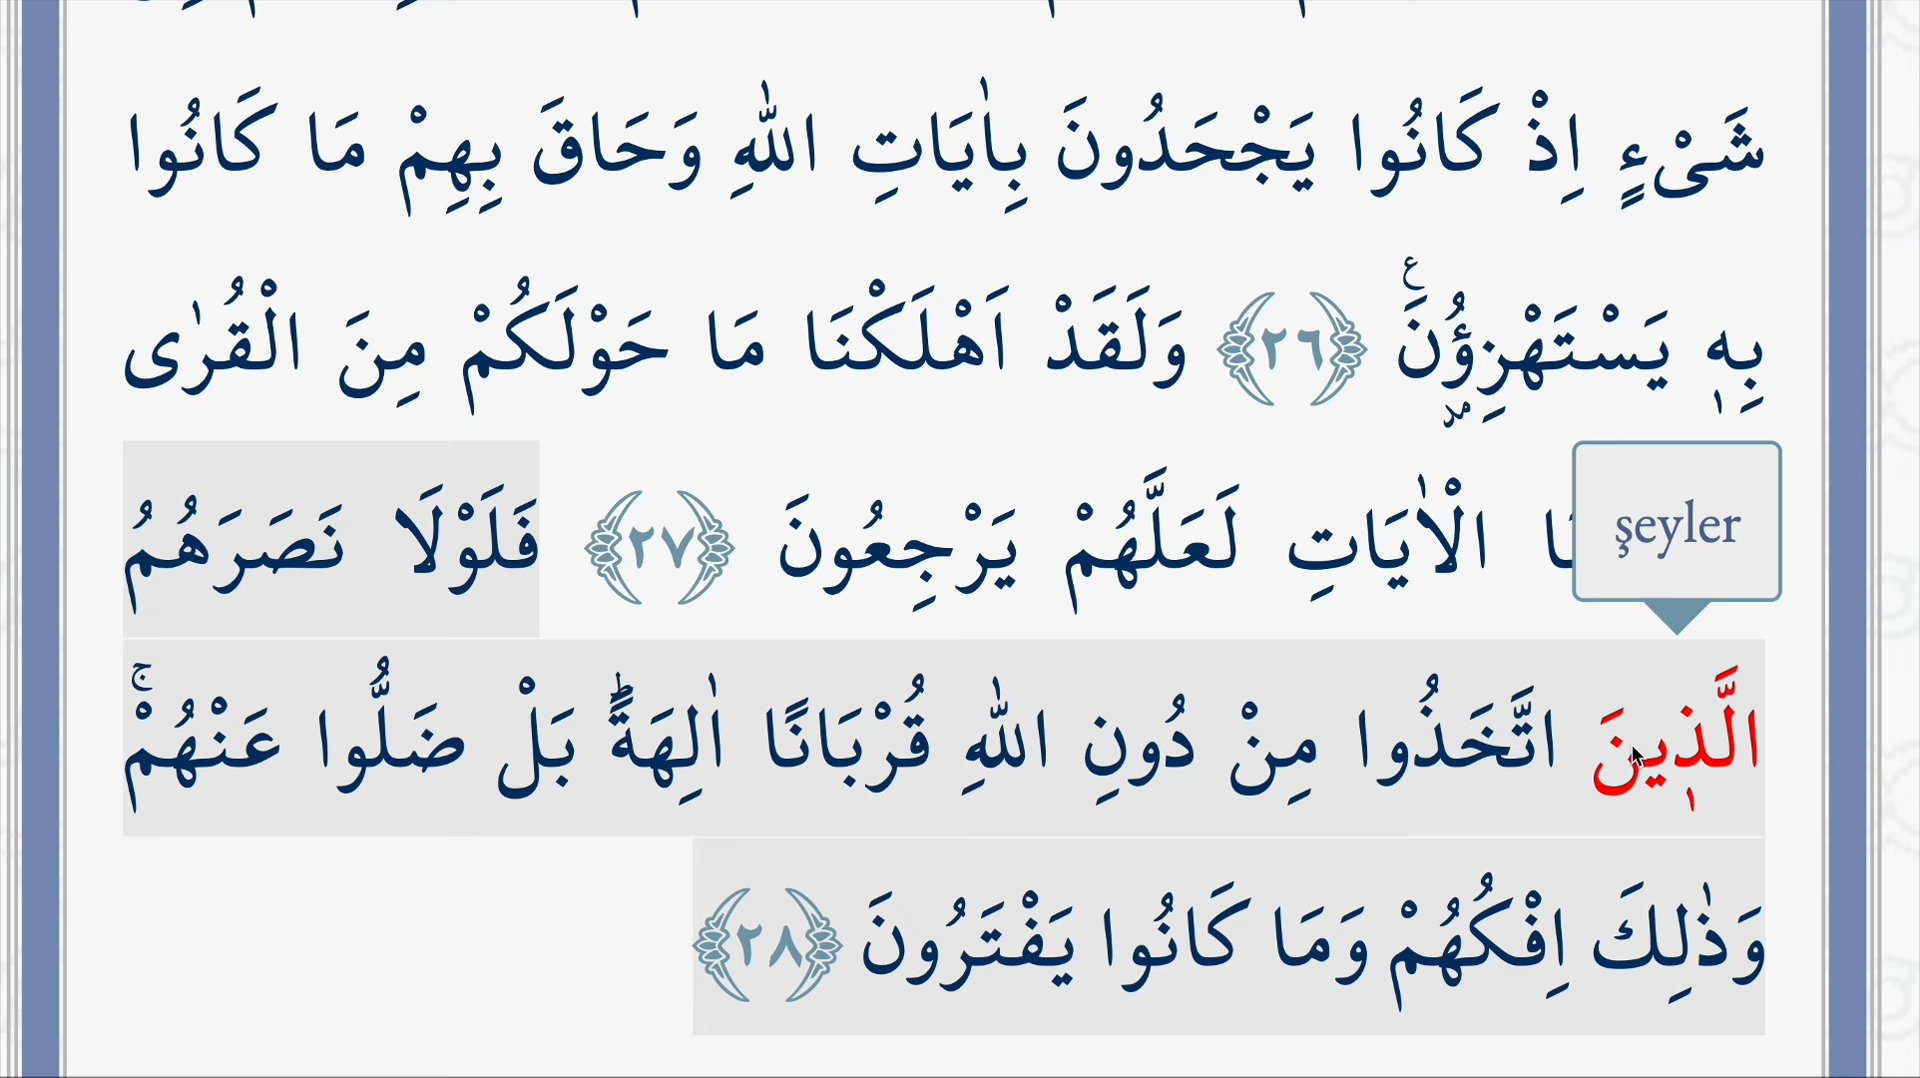 شَىْءٍ اِذْ كَانُوا يَجْحَدُونَ بِاٰيَاتِ اللّٰهِ وَحَاقَ بِهِمْ مَا كَانُوا
بِهٖ يَسْتَهْزِؤُ۫نَ ۟ع ﴿٢٦﴾ وَلَقَدْ اَهْلَكْنَا مَا حَوْلَكُمْ مِنَ الْقُرٰى
الْاٰيَاتِ لَعَلَّهُمْ يَرْجِعُونَ ﴿٢٧﴾ فَلَوْلَا نَصَرَهُمُ
şeyler
الَّذٖينَ اتَّخَذُوا مِنْ دُونِ اللّٰهِ قُرْبَانًا اٰلِهَةًؕ بَلْ ضَلُّوا عَنْهُمْۚ
وَذٰلِكَ اِفْكُهُمْ وَمَا كَانُوا يَفْتَرُونَ ﴿٢٨﴾